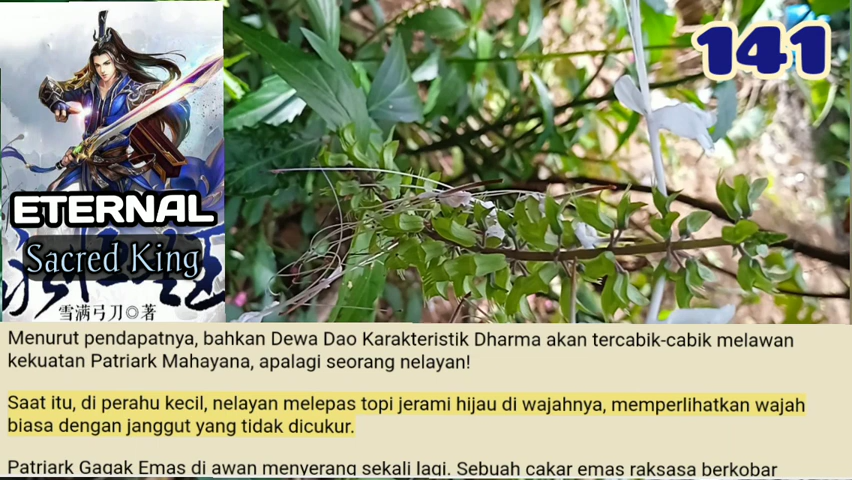 141
ETERNAL
Sacred King
雪满弓刀◎著
Menurut pendapatnya, bahkan Dewa Dao Karakteristik Dharma akan tercabik-cabik melawan
kekuatan Patriark Mahayana, apalagi seorang nelayan!
Saat itu, di perahu kecil, nelayan melepas topi jerami hijau di wajahnya, memperlihatkan wajah
biasa dengan janggut yang tidak dicukur.
Patriark Gagak Emas di awan menyerang sekali lagi. Sebuah cakar emas raksasa berkobar